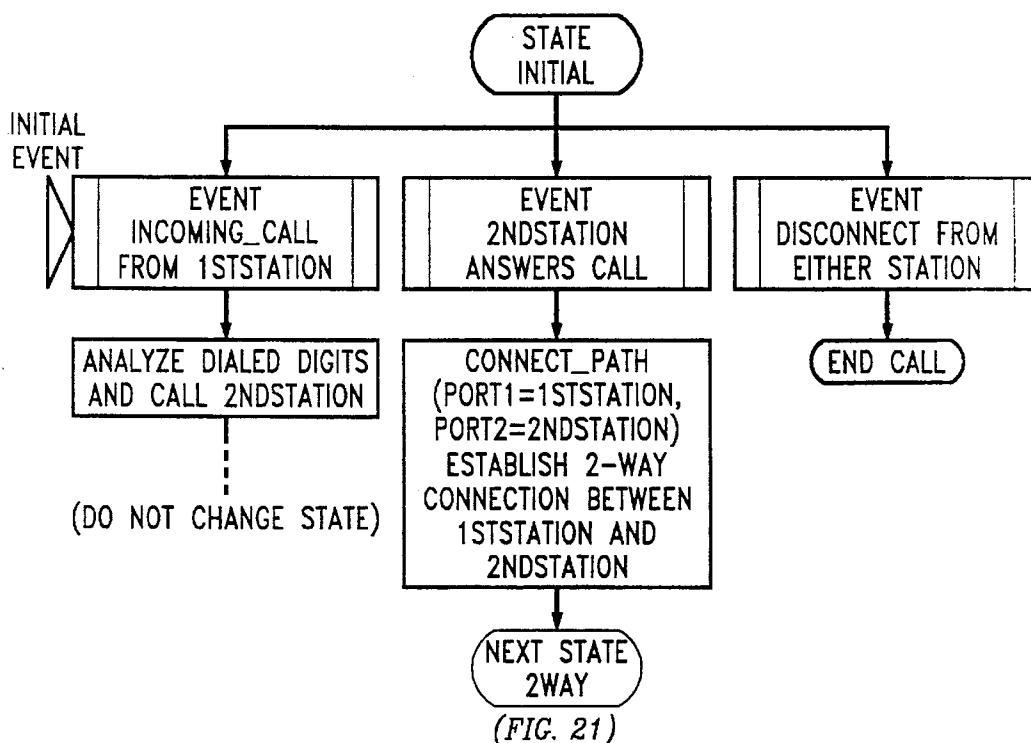 STATE
INITIAL
INITIAL
EVENT
EVENT
INCOMING_CALL
FROM 1STSTATION
EVENT
2NDSTATION
ANSWERS CALL
EVENT
DISCONNECT FROM
EITHER STATION
ANALYZE DIALED DIGITS
AND CALL 2NDSTATION
(DO NOT CHANGE STATE)
CONNECT_PATH
(PORT1=1STSTATION,
PORT2=2NDSTATION)
ESTABLISH 2-WAY
CONNECTION BETWEEN
1STSTATION AND
2NDSTATION
END CALL
NEXT STATE
2WAY
(FIG. 21)